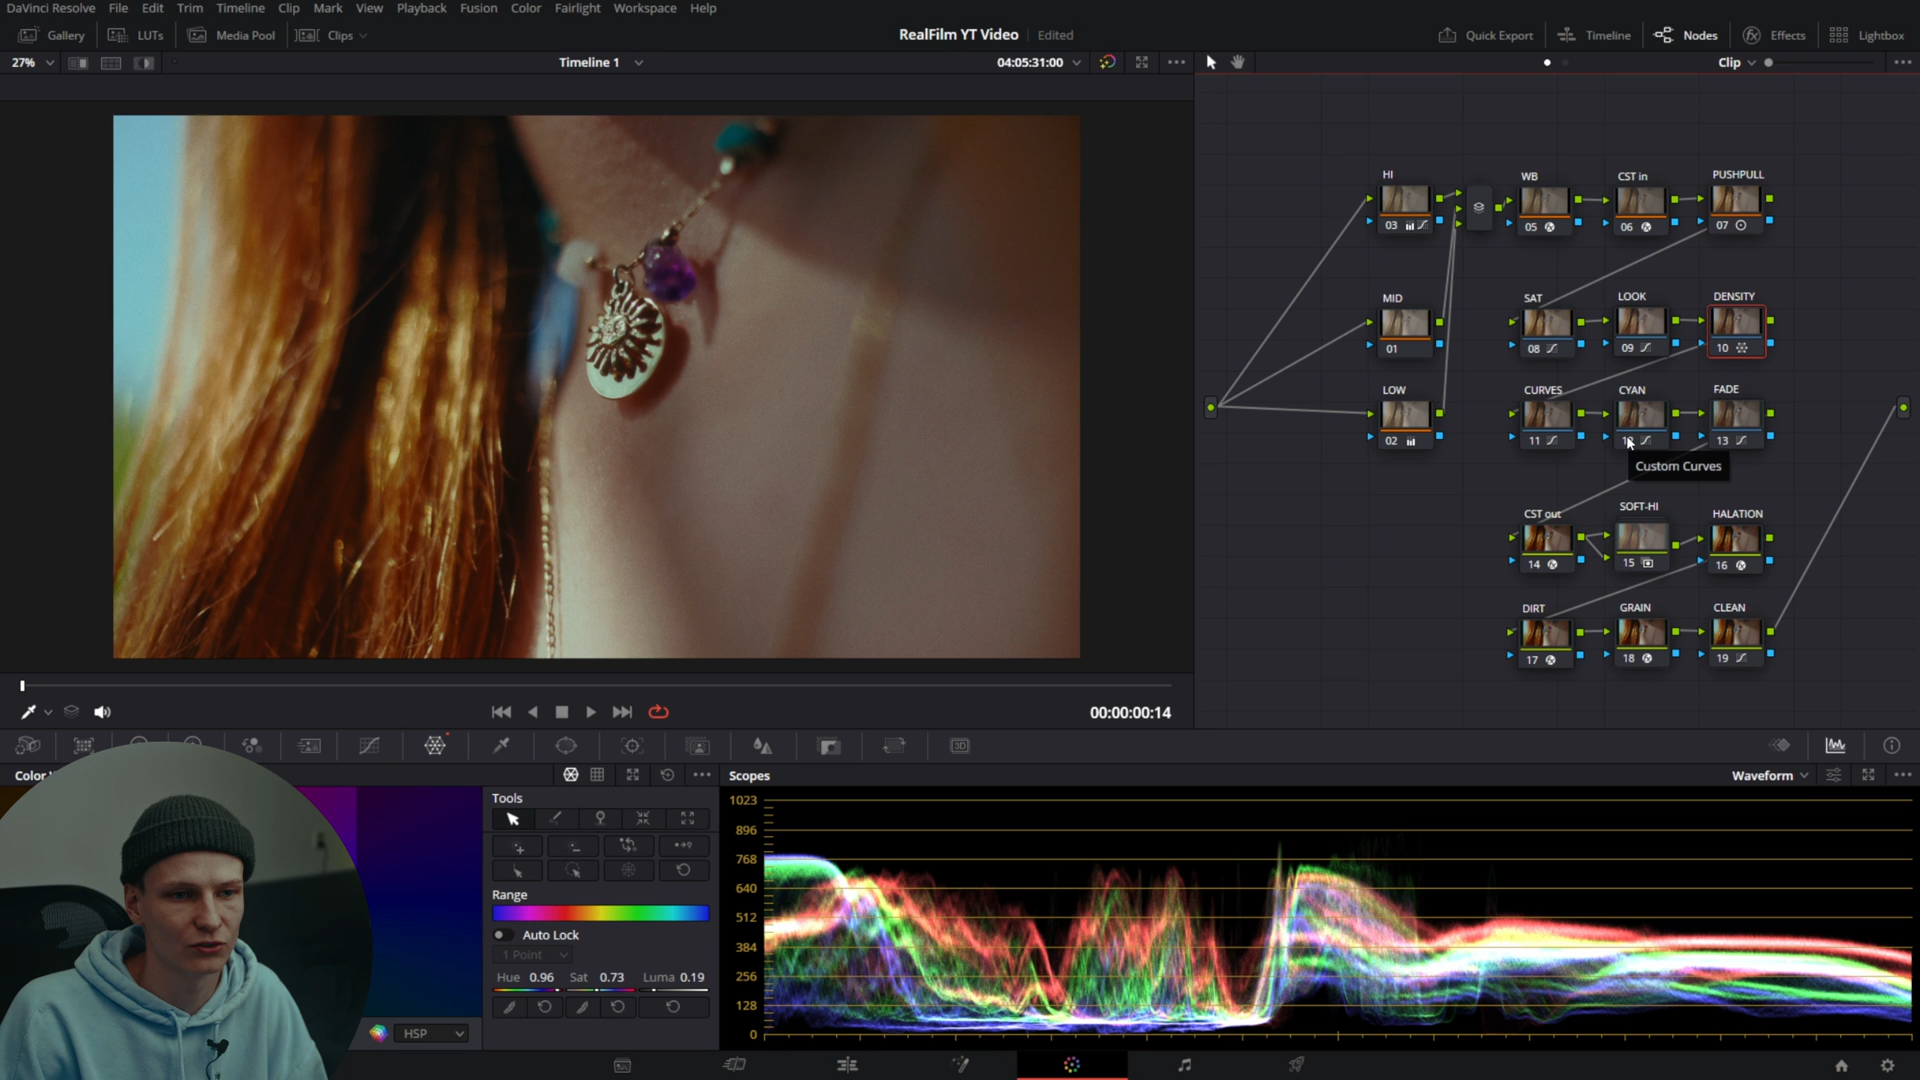 DaVinci Resolve File Edit Trim Timeline Clip Mark View Playback Fusion Color Fairlight Workspace Help
Gallery LUTs Media Pool Clips RealFilm YT Video Edited Quick Export Timeline Nodes Effects Lightbox
27% Timeline 1 04:05:31:00 Clip
HI WB CST in PUSHPULL
03 05 06 07
MID SAT LOOK DENSITY
01 08 09 10
LOW CURVES CYAN FADE
02 11 13
Custom Curves
CST out SOFT-HI HALATION
14 15 16
DIRT GRAIN CLEAN
17 18 19
00:00:00:14
3D
Color
Scopes
Waveform
Tools
Range
Auto Lock
1 Point
Hue 0.96 Sat 0.73 Luma 0.19
HSP
1023
896
768
640
512
384
256
128
0